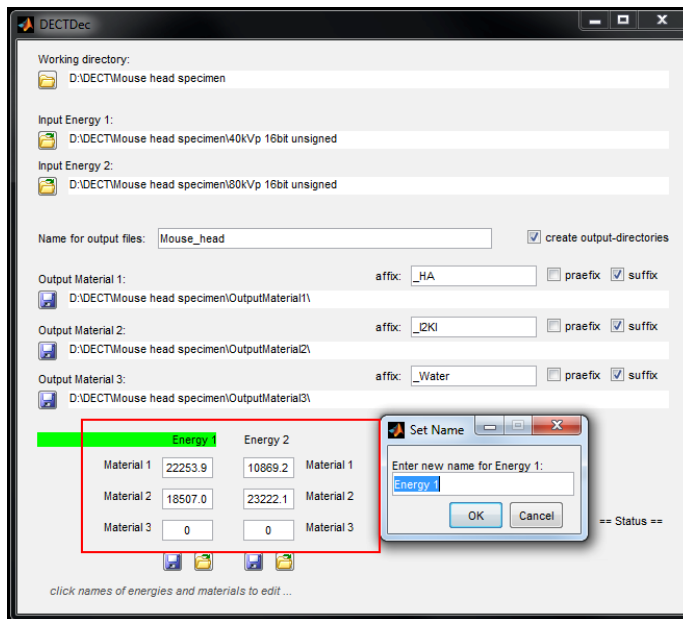 DECTDec
Working directory:
D:\DECT\Mouse head specimen
Input Energy 1:
D:\DECT\Mouse head specimen\40kVp 16bit unsigned
Input Energy 2:
D:\DECT\Mouse head specimen\80kVp 16bit unsigned
Name for output files: Mouse_head create output-directories
Output Material 1: affix: _HA praefix suffix
D:\DECT\Mouse head specimen\OutputMaterial1\
Output Material 2: affix: _I2KI praefix suffix
D:\DECT\Mouse head specimen\OutputMaterial2\
Output Material 3: affix: _Water praefix suffix
D:\DECT\Mouse head specimen\OutputMaterial3\
Energy 1 Energy 2
Material 1 22253.9 10869.2 Material 1
Material 2 18507.0 23222.1 Material 2
Material 3 0 0 Material 3
Set Name
Enter new name for Energy 1:
Energy 1
OK Cancel
== Status ==
click names of energies and materials to edit ...